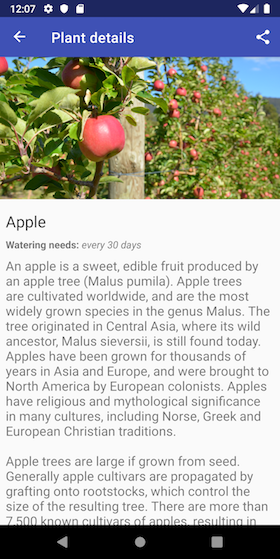 12:07
Plant details
Apple
Watering needs: every 30 days
An apple is a sweet, edible fruit produced by
an apple tree (Malus pumila). Apple trees
are cultivated worldwide, and are the most
widely grown species in the genus Malus. The
tree originated in Central Asia, where its wild
ancestor, Malus sieversii, is still found today.
Apples have been grown for thousands of
years in Asia and Europe, and were brought to
North America by European colonists. Apples
have religious and mythological significance
in many cultures, including Norse, Greek and
European Christian traditions.
Apple trees are large if grown from seed.
Generally apple cultivars are propagated by
grafting onto rootstocks, which control the
size of the resulting tree. There are more than
7,500 known cultivars of apples, resulting in